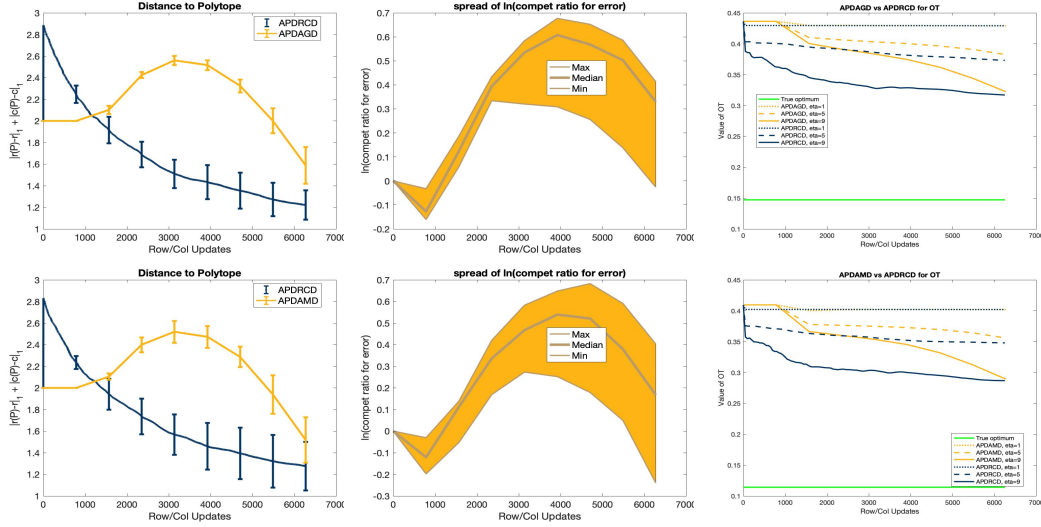 Distance to Polytope
APDRCD
APDAGD
|r(P)-r|1 + |c(P)-c|1
3
2.8
2.6
2.4
2.2
2
1.8
1.6
1.4
1.2
1
0 1000 2000 3000 4000 5000 6000 7000
Row/Col Updates
spread of ln(compet ratio for error)
Max
Median
Min
ln(compet ratio for error)
0.7
0.6
0.5
0.4
0.3
0.2
0.1
0
-0.1
-0.2
0 1000 2000 3000 4000 5000 6000 700
Row/Col Updates
APDAGD vs APDRCD for OT
Value of OT
0.45
0.4
0.35
0.3
0.25
0.2
0.15
0.1
True optimum
APDAGD, eta=1
APDAGD, eta=5
APDAGD, eta=9
APDRCD, eta=1
APDRCD, eta=5
APDRCD, eta=9
0 1000 2000 3000 4000 5000 6000 7000
Row/Col Updates
Distance to Polytope
APDRCD
APDAMD
|r(P)-r|1 + |c(P)-c|1
3
2.8
2.6
2.4
2.2
2
1.8
1.6
1.4
1.2
1
0 1000 2000 3000 4000 5000 6000 7000
Row/Col Updates
spread of ln(compet ratio for error)
Max
Median
Min
ln(compet ratio for error)
0.7
0.6
0.5
0.4
0.3
0.2
0.1
0
-0.1
-0.2
-0.3
0 1000 2000 3000 4000 5000 6000 700
Row/Col Updates
APDAMD vs APDRCD for OT
Value of OT
0.45
0.4
0.35
0.3
0.25
0.2
0.15
0.1
True optimum
APDAMD, eta=1
APDAMD, eta=5
APDAMD, eta=9
APDRCD, eta=1
APDRCD, eta=5
APDRCD, eta=9
0 1000 2000 3000 4000 5000 6000 7000
Row/Col Updates